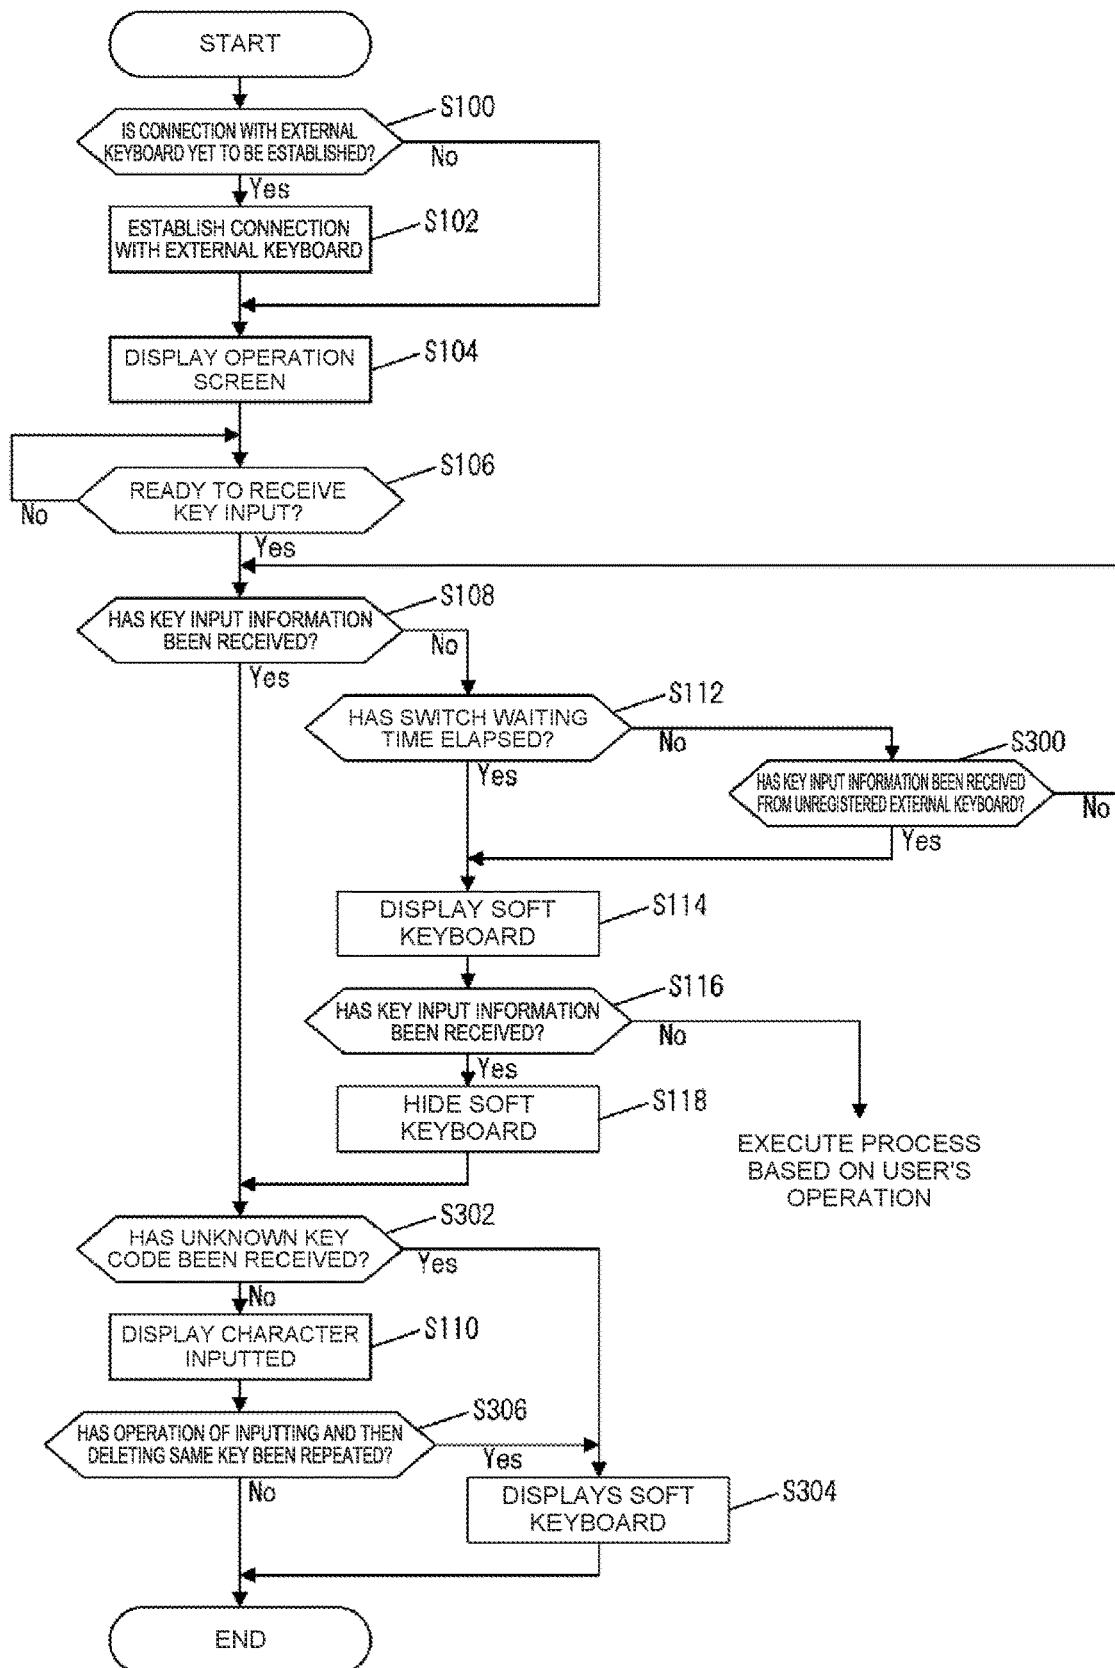 START
S100
IS CONNECTION WITH EXTERNAL
KEYBOARD YET TO BE ESTABLISHED?
No
Yes
S102
ESTABLISH CONNECTION
WITH EXTERNAL KEYBOARD
S104
DISPLAY OPERATION
SCREEN
S106
READY TO RECEIVE
KEY INPUT?
No
Yes
S108
HAS KEY INPUT INFORMATION
BEEN RECEIVED?
No
Yes
S112
HAS SWITCH WAITING
TIME ELAPSED?
No
Yes
S300
HAS KEY INPUT INFORMATION BEEN RECEIVED
FROM UNREGISTERED EXTERNAL KEYBOARD?
No
Yes
S114
DISPLAY SOFT
KEYBOARD
S116
HAS KEY INPUT INFORMATION
BEEN RECEIVED?
No
Yes
S118
HIDE SOFT
KEYBOARD
EXECUTE PROCESS
BASED ON USER'S
OPERATION
S302
HAS UNKNOWN KEY
CODE BEEN RECEIVED?
Yes
No
S110
DISPLAY CHARACTER
INPUTTED
S306
HAS OPERATION OF INPUTTING AND THEN
DELETING SAME KEY BEEN REPEATED?
Yes
No
S304
DISPLAYS SOFT
KEYBOARD
END